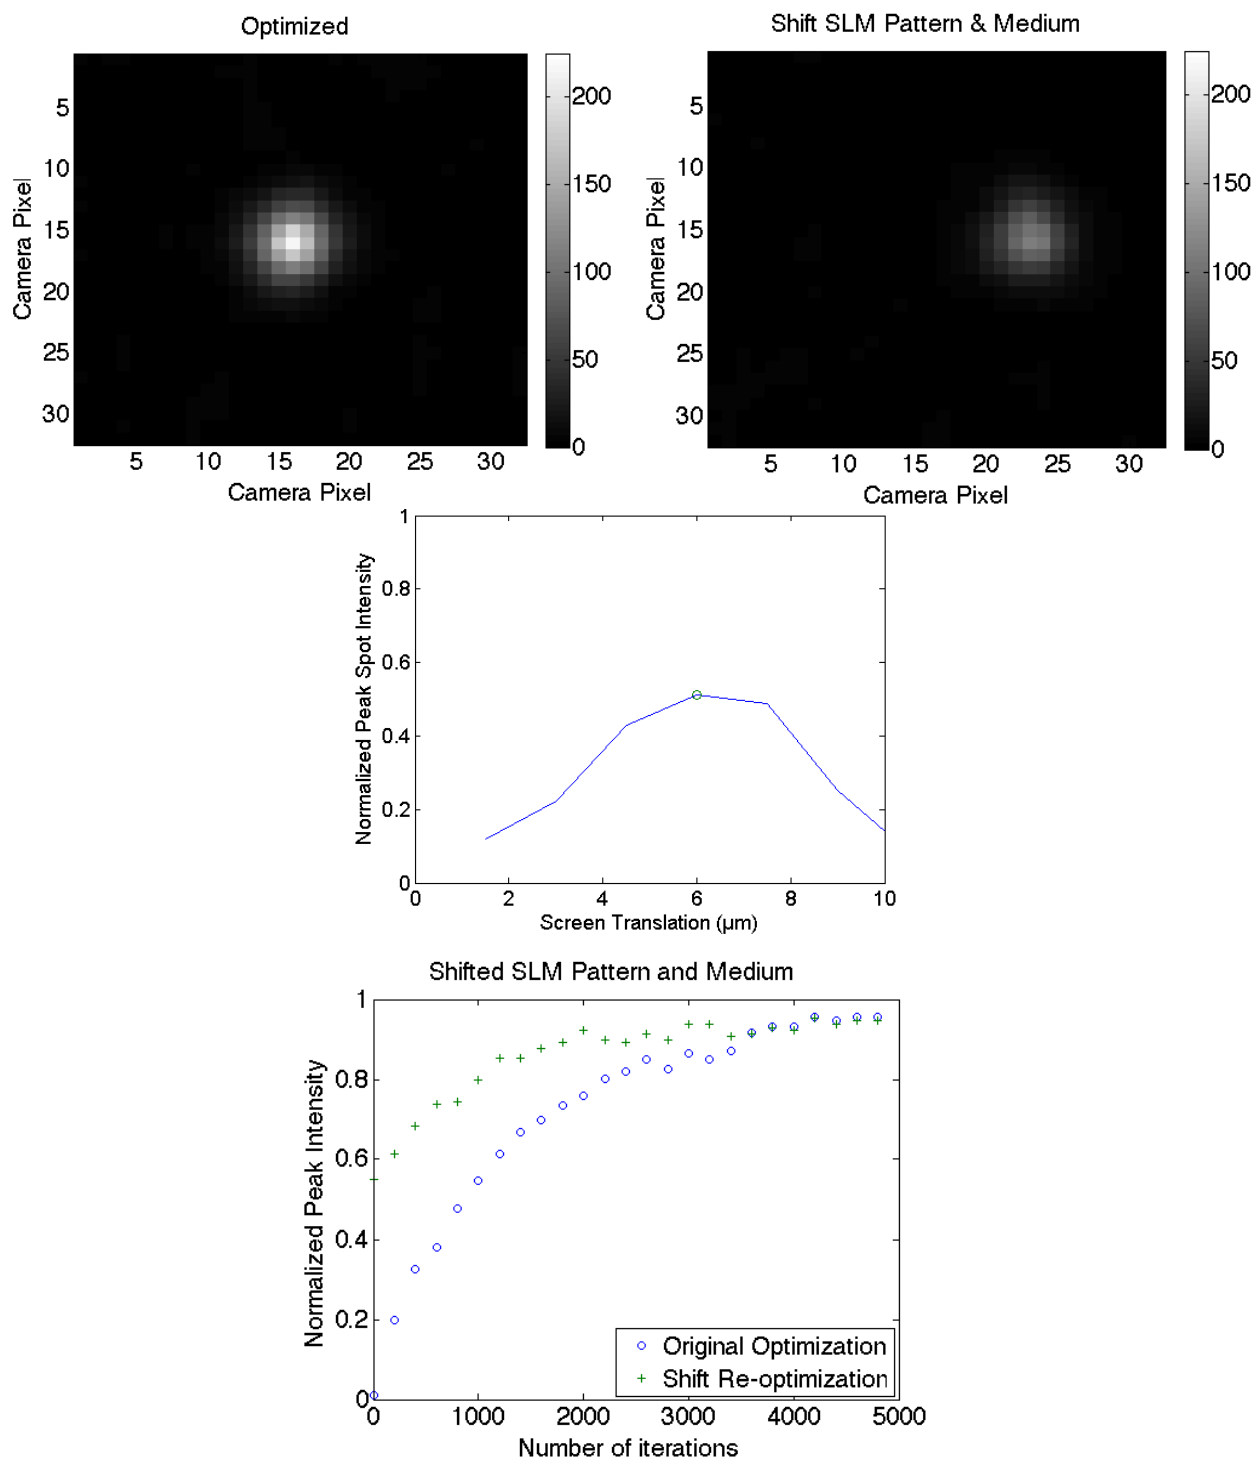 Optimized
Shift SLM Pattern & Medium
Camera Pixel
5
10
15
20
25
30
5 10 15 20 25 30
Camera Pixel
200
150
100
50
0
Camera Pixel
5
10
15
20
25
30
5 10 15 20 25 30
Camera Pixel
200
150
100
50
0
Normalized Peak Spot Intensity
1
0.8
0.6
0.4
0.2
0
0 2 4 6 8 10
Screen Translation (μm)
Shifted SLM Pattern and Medium
Normalized Peak Intensity
1
0.8
0.6
0.4
0.2
0
Original Optimization
Shift Re-optimization
0 1000 2000 3000 4000 5000
Number of iterations